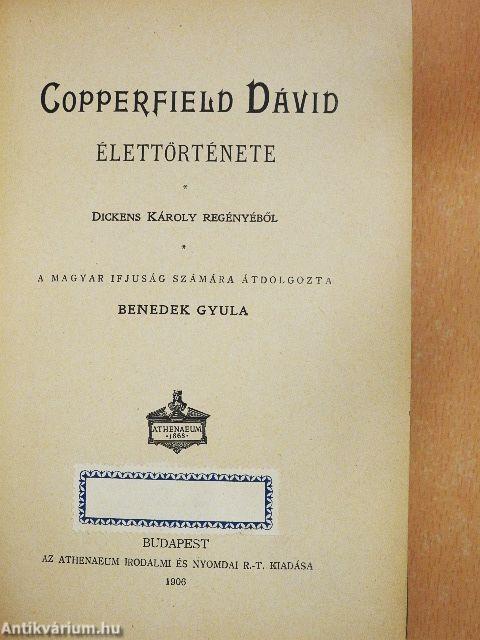 COPPERFIELD DÁVID
ÉLETTÖRTÉNETE
*
DICKENS KÁROLY REGÉNYÉBŐL
*
A MAGYAR IFJUSÁG SZÁMÁRA ÁTDOLGOZTA
BENEDEK GYULA
ATHENAEUM
·1868·
BUDAPEST
AZ ATHENAEUM IRODALMI ÉS NYOMDAI R.-T. KIADÁSA
1906
Antikvárium.hu